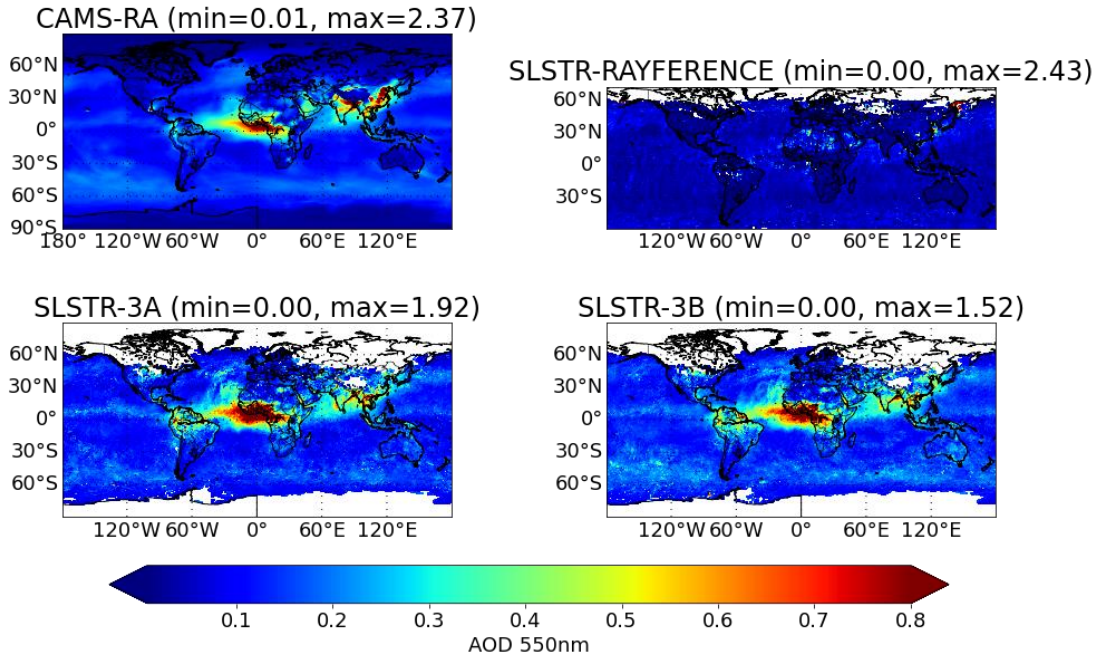 CAMS-RA (min=0.01, max=2.37)
60°N
30°N
0°
30°S
60°S
90°S
180° 120°W 60°W 0° 60°E 120°E
SLSTR-RAYFERENCE (min=0.00, max=2.43)
60°N
30°N
0°
30°S
120°W 60°W 0° 60°E 120°E
SLSTR-3A (min=0.00, max=1.92)
60°N
30°N
0°
30°S
60°S
120°W 60°W 0° 60°E 120°E
SLSTR-3B (min=0.00, max=1.52)
60°N
30°N
0°
30°S
60°S
120°W 60°W 0° 60°E 120°E
0.1 0.2 0.3 0.4 0.5 0.6 0.7 0.8
AOD 550nm